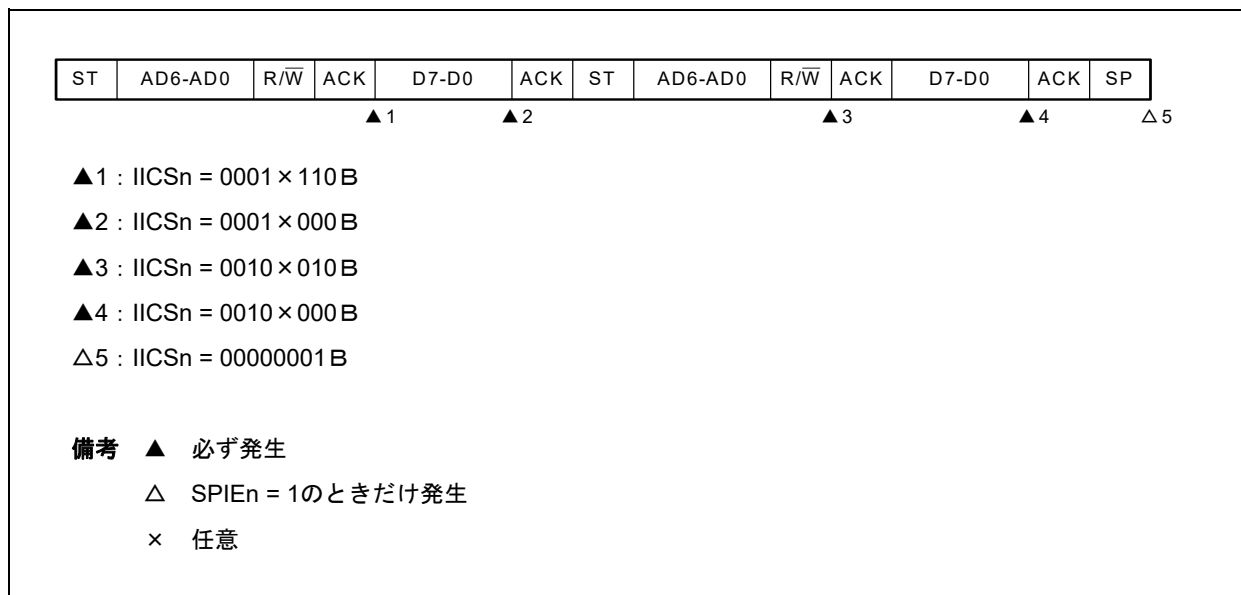 ST AD6-AD0 R/W̅ ACK D7-D0 ACK ST AD6-AD0 R/W̅ ACK D7-D0 ACK SP
▲1 ▲2 ▲3 ▲4 △5
▲1：IICSn = 0001×110B
▲2：IICSn = 0001×000B
▲3：IICSn = 0010×010B
▲4：IICSn = 0010×000B
△5：IICSn = 00000001B
備考 ▲ 必ず発生
△ SPIEn = 1のときだけ発生
× 任意